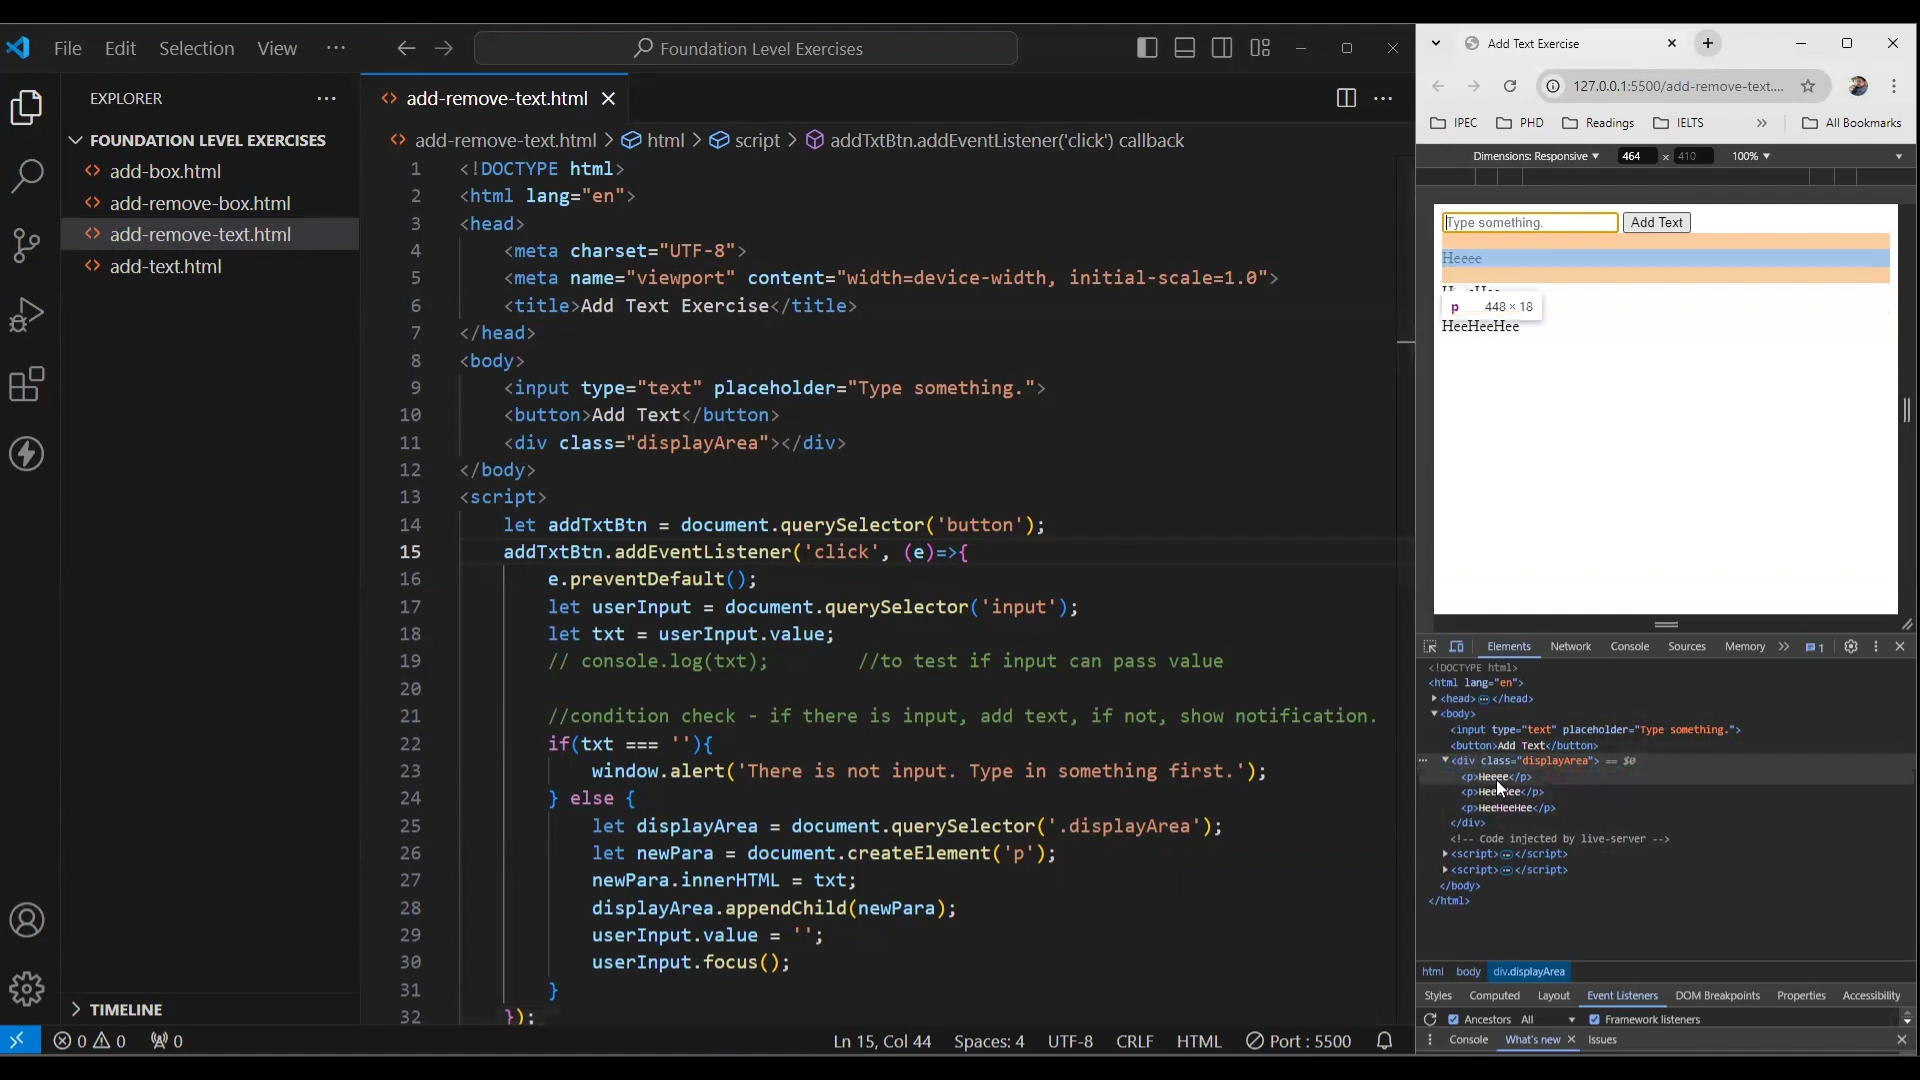 File Edit Selection View ···
Foundation Level Exercises
EXPLORER
FOUNDATION LEVEL EXERCISES
add-box.html
add-remove-box.html
add-remove-text.html
add-text.html
TIMELINE
add-remove-text.html
add-remove-text.html > html > script > addTxtBtn.addEventListener('click') callback
1 <!DOCTYPE html>
2 <html lang="en">
3 <head>
4 <meta charset="UTF-8">
5 <meta name="viewport" content="width=device-width, initial-scale=1.0">
6 <title>Add Text Exercise</title>
7 </head>
8 <body>
9 <input type="text" placeholder="Type something.">
10 <button>Add Text</button>
11 <div class="displayArea"></div>
12 </body>
13 <script>
14 let addTxtBtn = document.querySelector('button');
15 addTxtBtn.addEventListener('click', (e)=>{
16 e.preventDefault();
17 let userInput = document.querySelector('input');
18 let txt = userInput.value;
19 // console.log(txt); //to test if input can pass value
20
21 //condition check - if there is input, add text, if not, show notification.
22 if(txt === ''){
23 window.alert('There is not input. Type in something first.');
24 } else {
25 let displayArea = document.querySelector('.displayArea');
26 let newPara = document.createElement('p');
27 newPara.innerHTML = txt;
28 displayArea.appendChild(newPara);
29 userInput.value = '';
30 userInput.focus();
31 }
32 });
0 0 0 Ln 15, Col 44 Spaces: 4 UTF-8 CRLF HTML Port : 5500
Add Text Exercise
127.0.0.1:5500/add-remove-text....
IPEC PHD Readings IELTS » All Bookmarks
Dimensions: Responsive 464 × 410 100%
Type something. Add Text
Heeee
p 448 × 18
HeeHeeHee
Elements Network Console Sources Memory » 1
<!DOCTYPE html>
<html lang="en">
<head>···</head>
<body>
<input type="text" placeholder="Type something.">
<button>Add Text</button>
··· <div class="displayArea"> == $0
<p>Heeee</p>
<p>HeeHee</p>
<p>HeeHeeHee</p>
</div>
<!-- Code injected by live-server -->
<script>···</script>
<script>···</script>
</body>
</html>
html body div.displayArea
Styles Computed Layout Event Listeners DOM Breakpoints Properties Accessibility
Ancestors All Framework listeners
Console What's new Issues